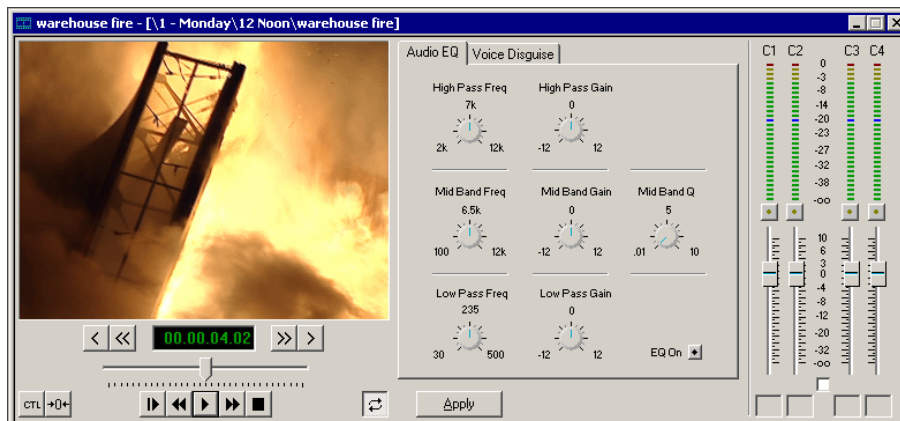 warehouse fire - [\1 - Monday\12 Noon\warehouse fire]
Audio EQ
Voice Disguise
High Pass Freq
7k
2k 12k
High Pass Gain
0
-12 12
Mid Band Freq
6.5k
100 12k
Mid Band Gain
0
-12 12
Mid Band Q
5
.01 10
Low Pass Freq
235
30 500
Low Pass Gain
0
-12 12
EQ On
00.00.04.02
CTL
→0←
Apply
C1 C2 C3 C4
0
-3
-8
-14
-20
-23
-27
-32
-38
-oo
10
6
3
0
-4
-8
-12
-20
-32
-oo